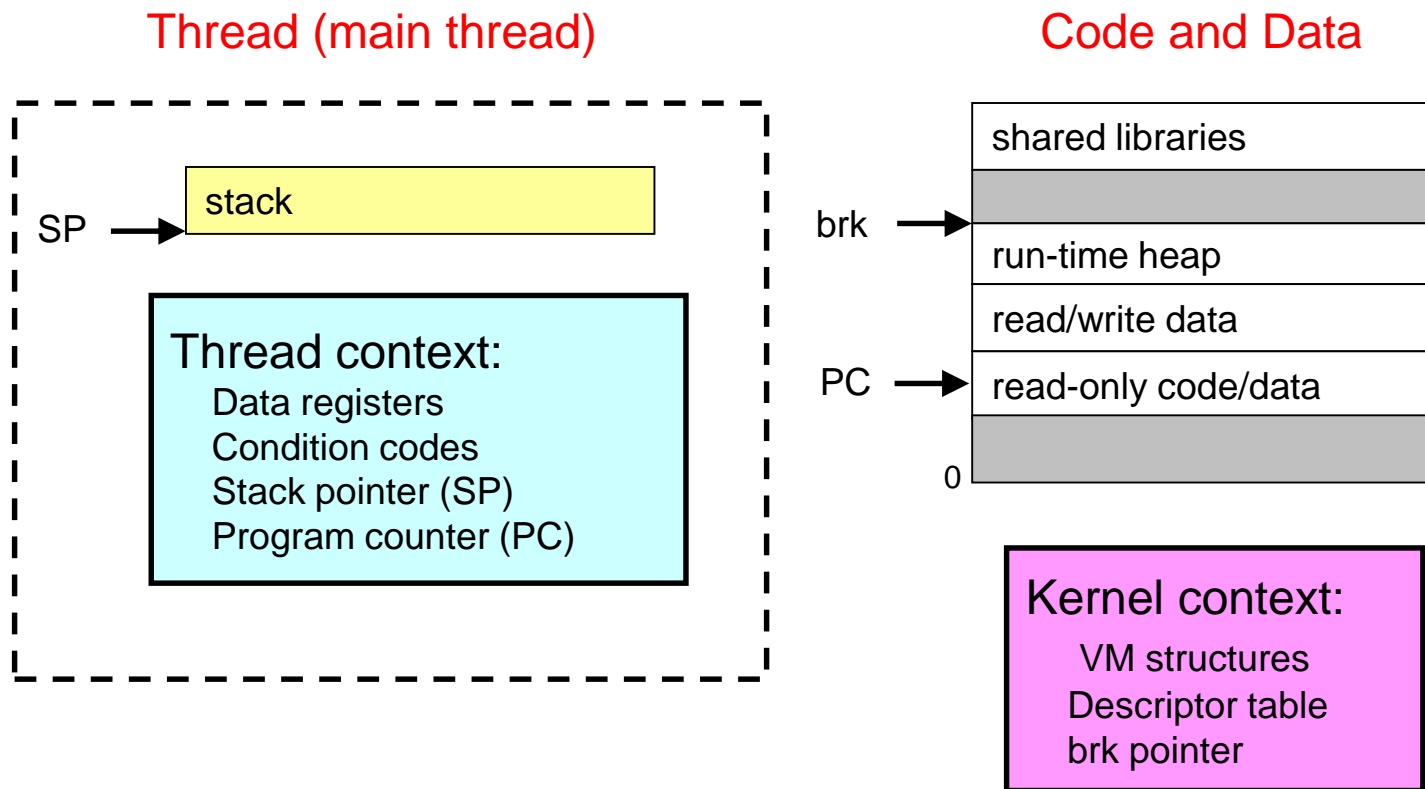 Thread (main thread)
stack
SP
Thread context:
Data registers
Condition codes
Stack pointer (SP)
Program counter (PC)
Code and Data
shared libraries
brk
run-time heap
read/write data
PC
read-only code/data
0
Kernel context:
VM structures
Descriptor table
brk pointer